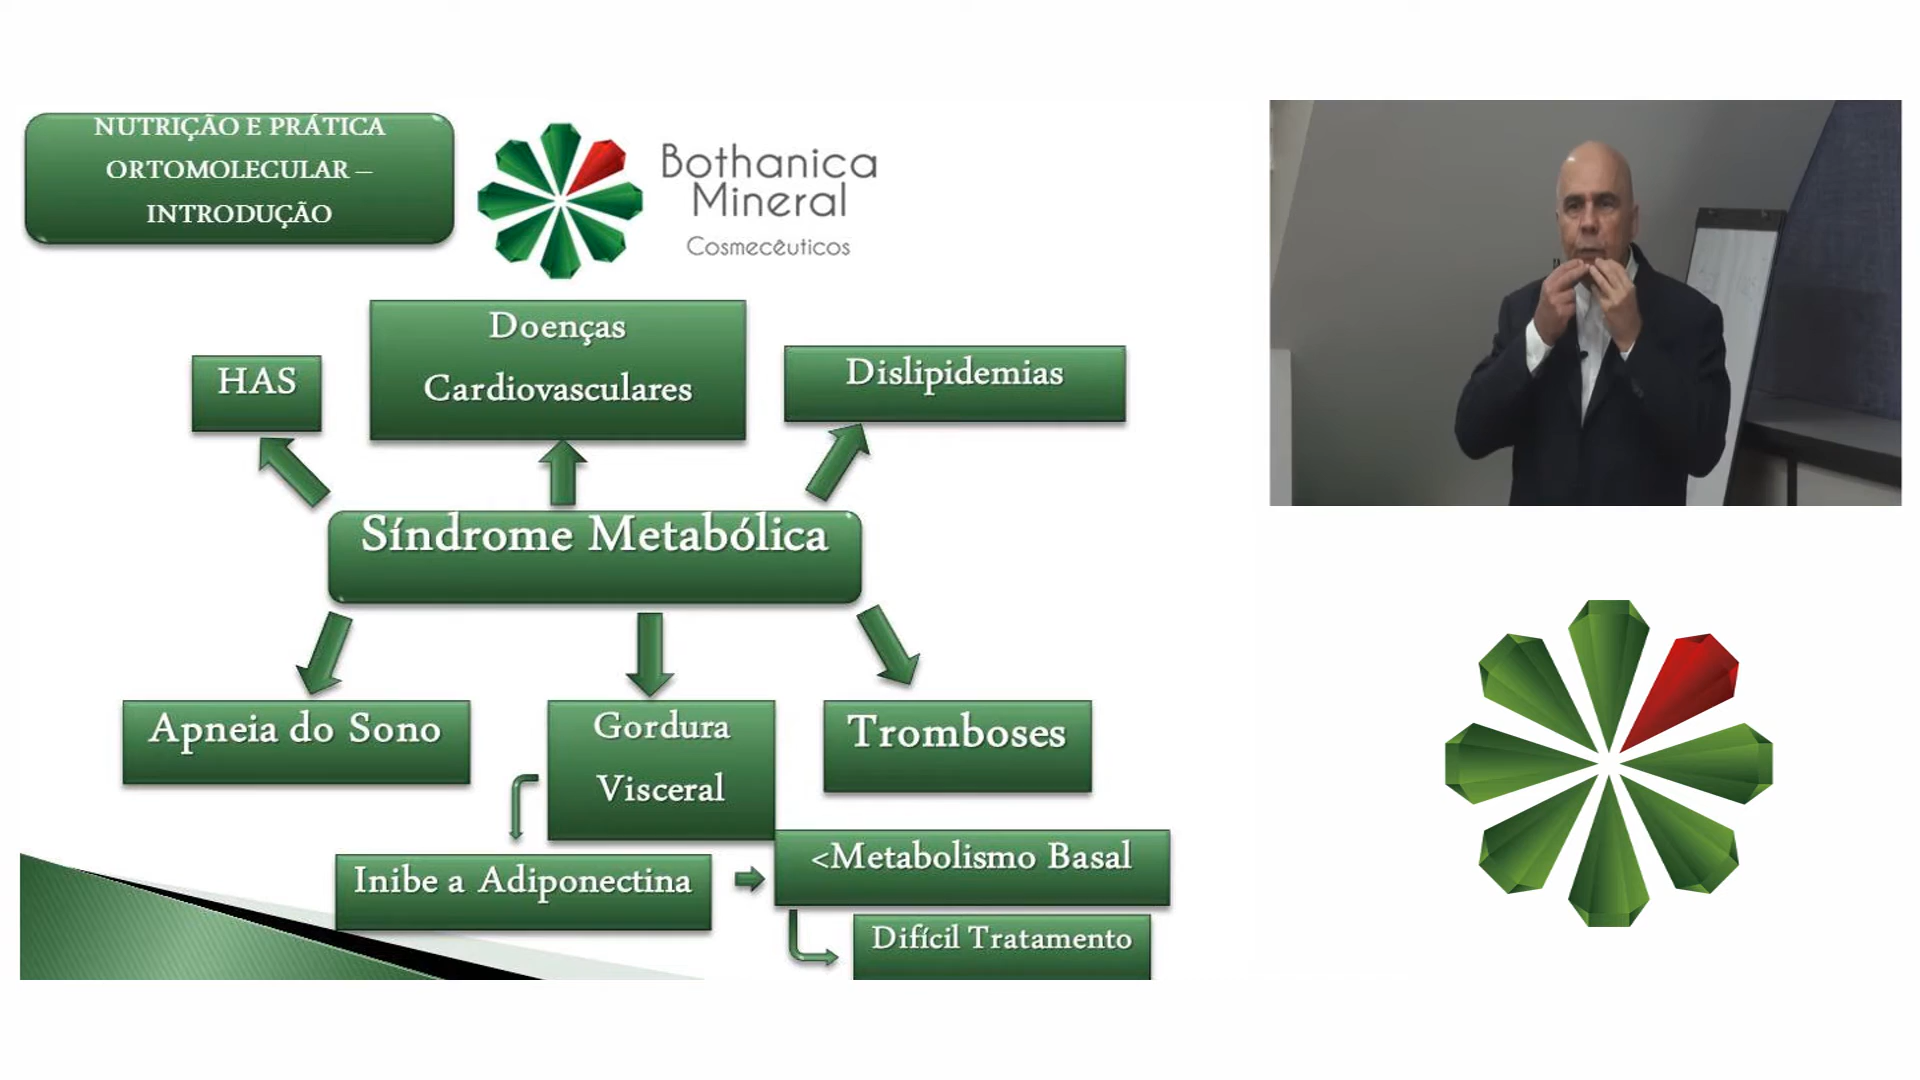 NUTRIÇÃO E PRÁTICA
ORTOMOLECULAR –
INTRODUÇÃO
Bothanica
Mineral
Cosmecêuticos
HAS
Doenças
Cardiovasculares
Dislipidemias
Síndrome Metabólica
Apneia do Sono
Gordura
Visceral
Tromboses
Inibe a Adiponectina
<Metabolismo Basal
Difícil Tratamento